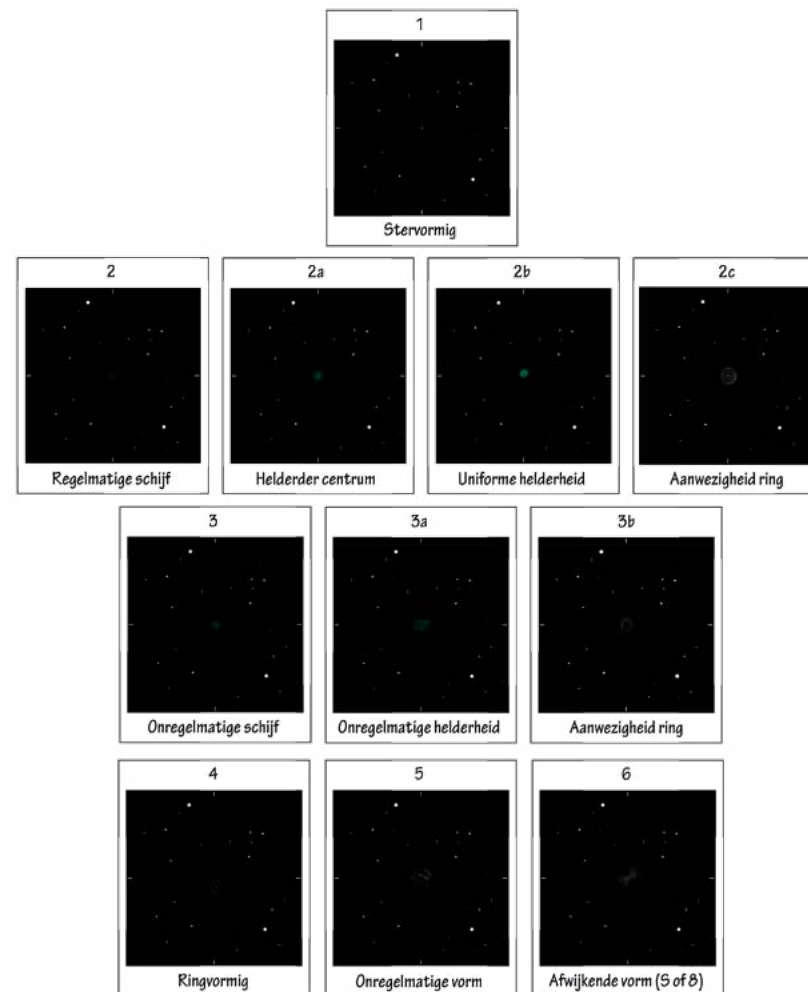 1
Stervormig
2
2a
2b
2c
Regelmatige schijf
Helderder centrum
Uniforme helderheid
Aanwezigheid ring
3
3a
3b
Onregelmatige schijf
Onregelmatige helderheid
Aanwezigheid ring
4
5
6
Ringvormig
Onregelmatige vorm
Afwijkende vorm (S of 8)